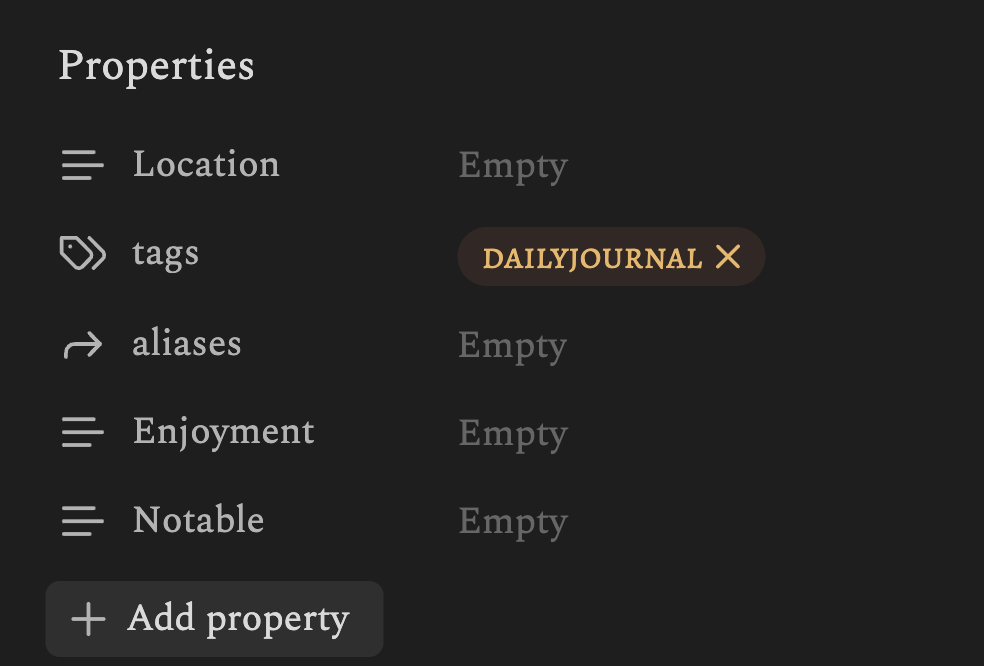 Properties
Location Empty
tags DAILYJOURNAL
aliases Empty
Enjoyment Empty
Notable Empty
Add property